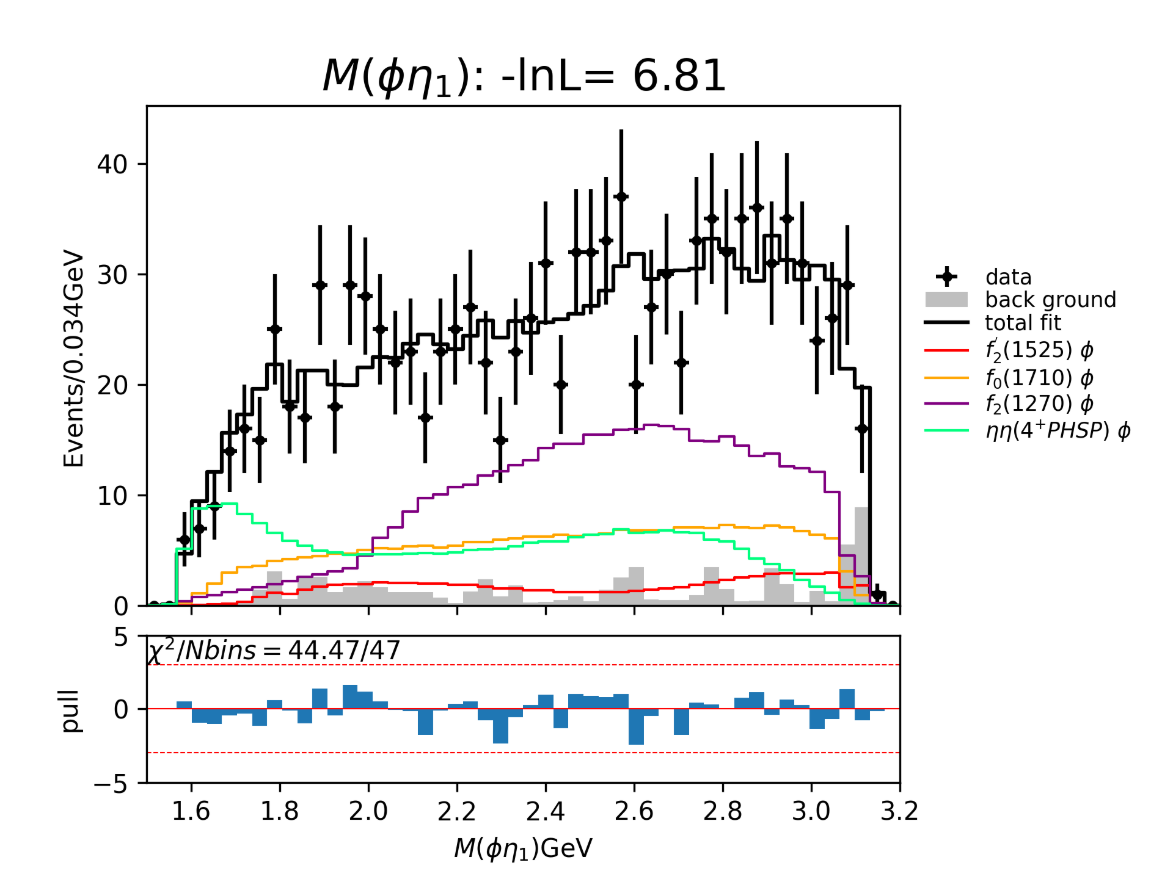 M(ϕη₁): -lnL= 6.81
Events/0.034GeV
40
30
20
10
0
data
back ground
total fit
f₂′(1525) ϕ
f₀(1710) ϕ
f₂(1270) ϕ
ηη(4⁺PHSP) ϕ
χ²/Nbins = 44.47/47
pull
5
0
−5
1.6 1.8 2.0 2.2 2.4 2.6 2.8 3.0 3.2
M(ϕη₁)GeV